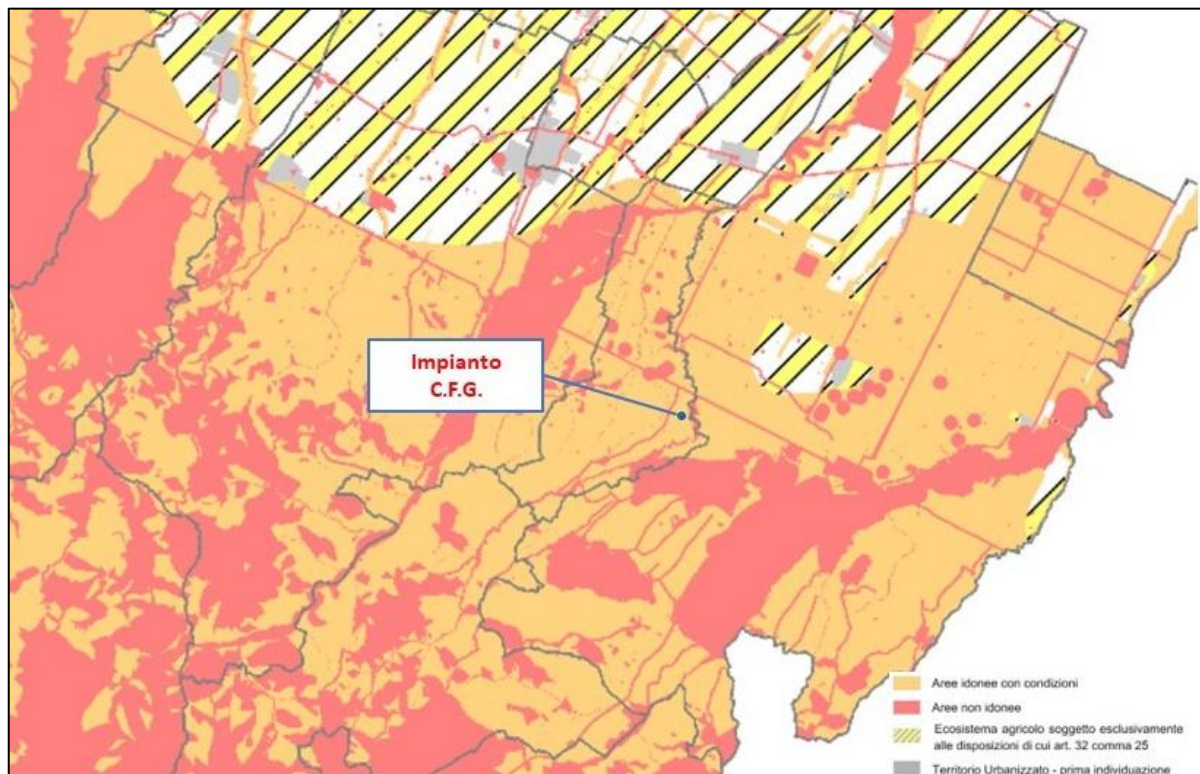 Impianto
C.F.G.
Aree idonee con condizioni
Aree non idonee
Ecosistema agricolo soggetto esclusivamente
alle disposizioni di cui art. 32 comma 25
Territorio Urbanizzato - prima individuazione